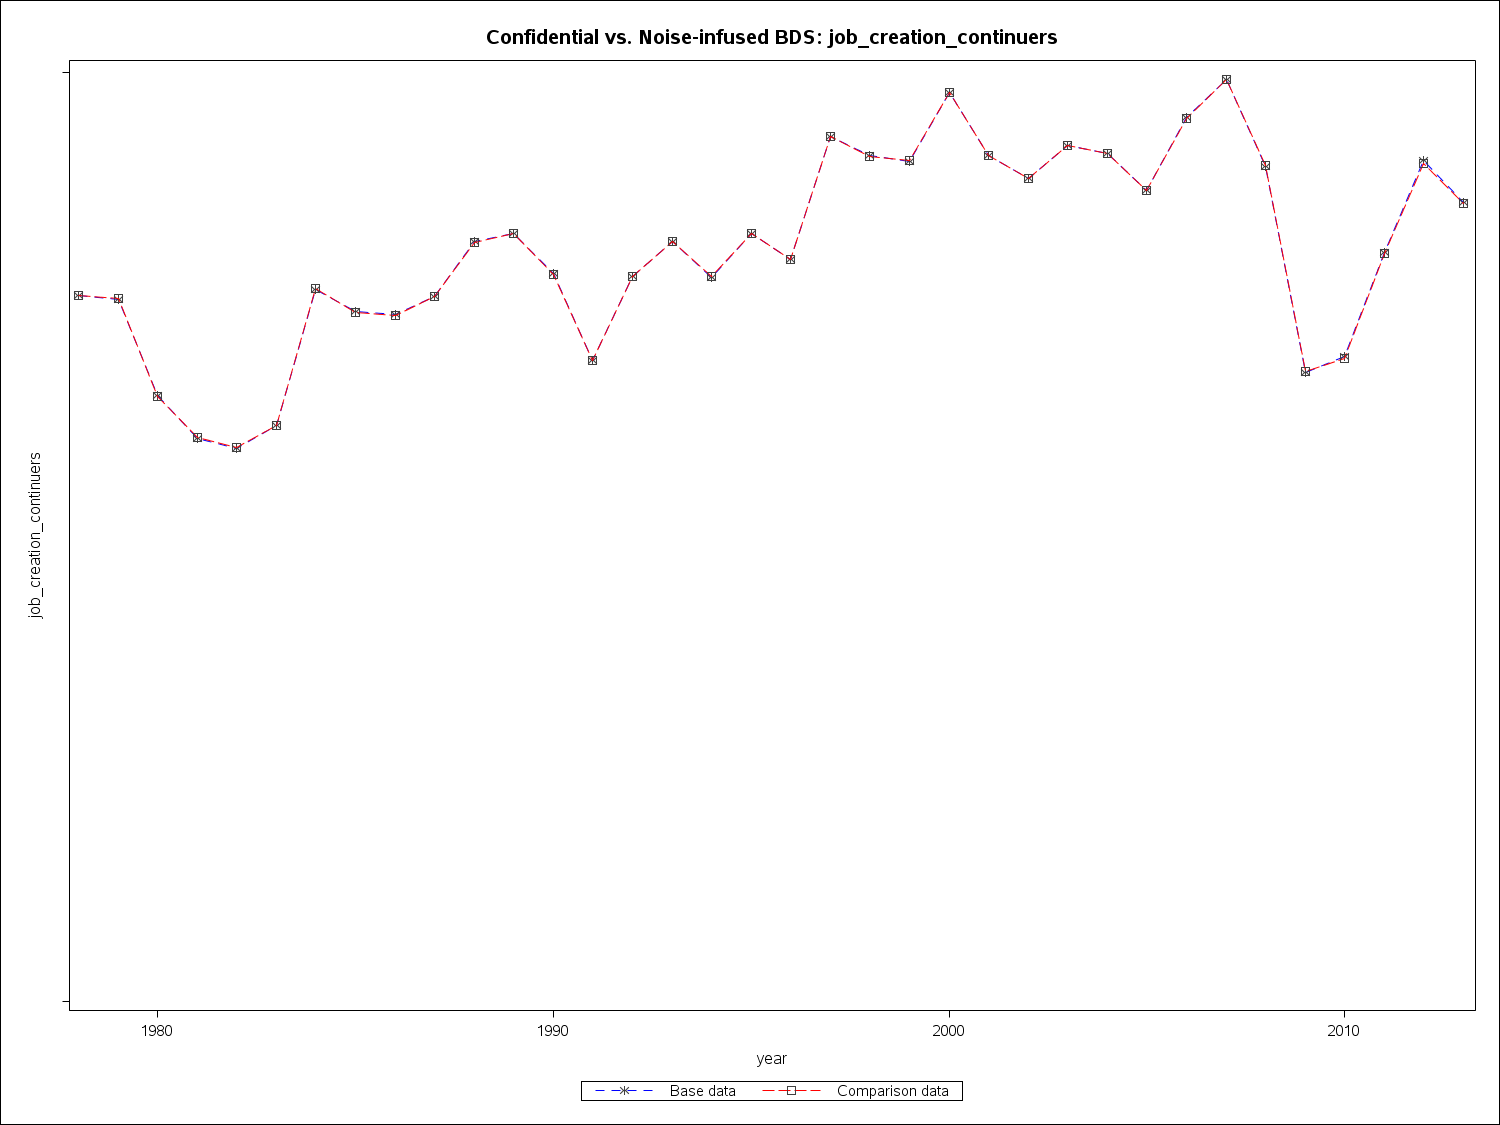 Confidential vs. Noise-infused BDS: job_creation_continuers
job_creation_continuers
1980 1990 2000 2010
year
Base data Comparison data